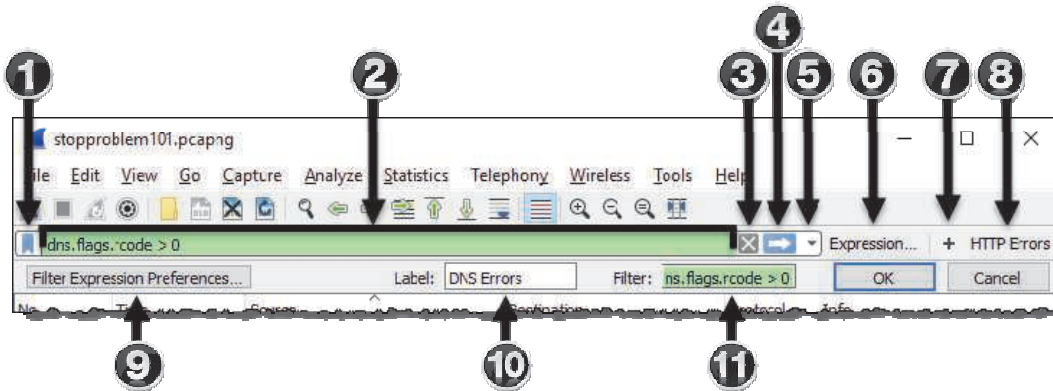 1 2 3 4 5 6 7 8
stopproblem101.pcapng
ile Edit View Go Capture Analyze Statistics Telephony Wireless Tools Help
dns.flags.rcode > 0 Expression... + HTTP Errors
Filter Expression Preferences... Label: DNS Errors Filter: ns.flags.rcode > 0 OK Cancel
9 10 11